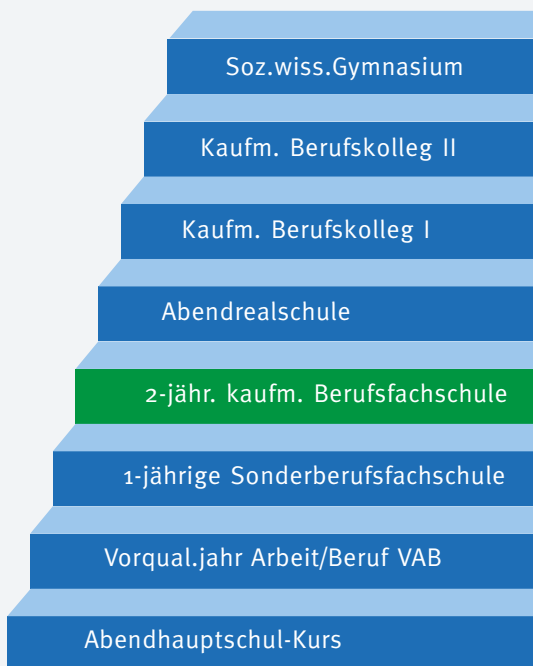 Soz.wiss.Gymnasium
Kaufm. Berufskolleg II
Kaufm. Berufskolleg I
Abendrealschule
2-jähr. kaufm. Berufsfachschule
1-jährige Sonderberufsfachschule
Vorqual.jahr Arbeit/Beruf VAB
Abendhauptschul-Kurs